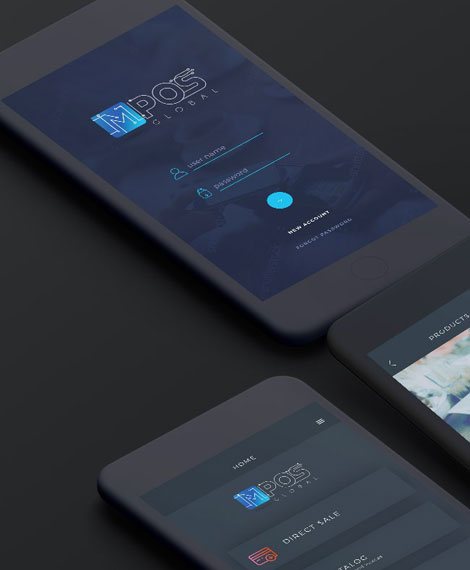 MPOS
GLOBAL
user name
password
NEW ACCOUNT
FORGOT PASSWORD
PRODUCTS
HOME
MPOS
GLOBAL
DIRECT SALE
TALOG